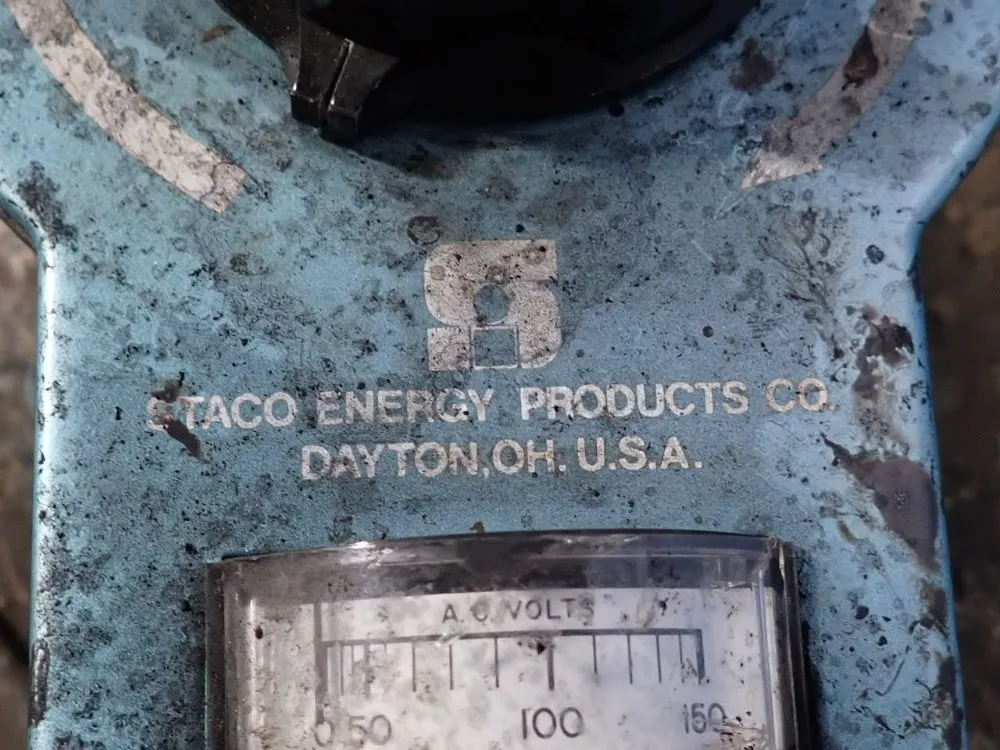 STACO ENERGY PRODUCTS CO.
DAYTON,OH. U.S.A.
A.C. VOLTS
0 50 100 150